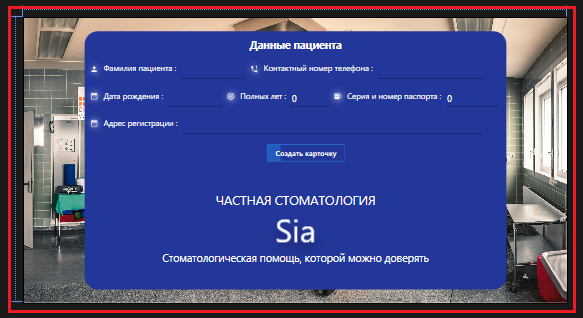 Данные пациента
Фамилия пациента : Контактный номер телефона :
Дата рождения : Полных лет : 0 Серия и номер паспорта : 0
Адрес регистрации :
Создать карточку
ЧАСТНАЯ СТОМАТОЛОГИЯ
Sia
Стоматологическая помощь, которой можно доверять